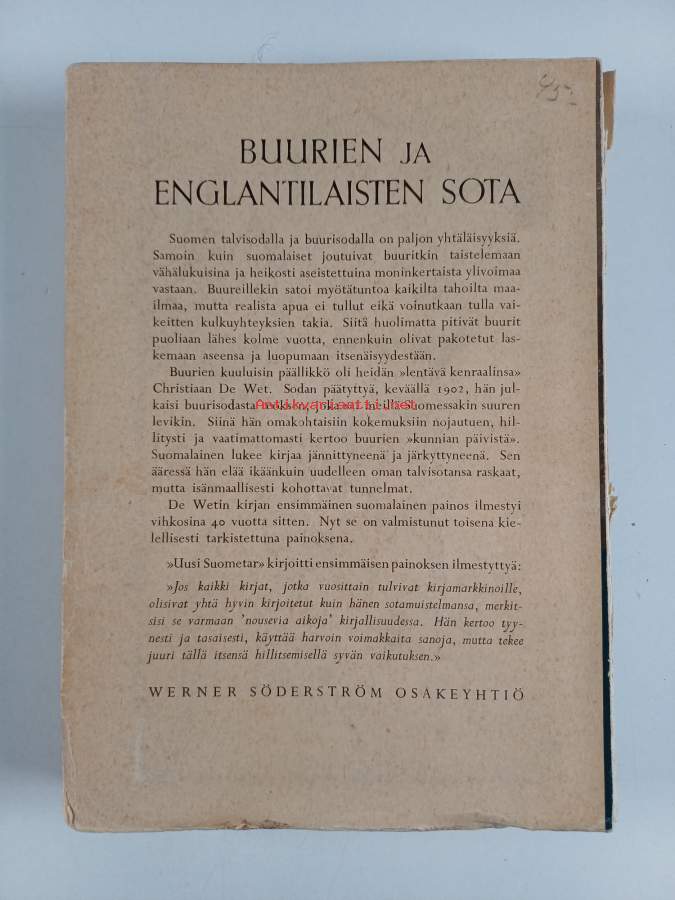 BUURIEN JA
ENGLANTILAISTEN SOTA
Suomen talvisodalla ja buurisodalla on paljon yhtäläisyyksiä.
Samoin kuin suomalaiset joutuivat buuritkin taistelemaan
vähälukuisina ja heikosti aseistettuina moninkertaista ylivoimaa
vastaan. Buureillekin satoi myötätuntoa kaikilta tahoilta maa-
ilmaa, mutta realista apua ei tullut eikä voinutkaan tulla vai-
keitten kulkuyhteyksien takia. Siitä huolimatta pitivät buurit
puoliaan lähes kolme vuotta, ennenkuin olivat pakotetut las-
kemaan aseensa ja luopumaan itsenäisyydestään.
Buurien kuuluisin päällikkö oli heidän »lentävä kenraalinsa»
Christiaan De Wet. Sodan päätyttyä, keväällä 1902, hän jul-
kaisi buurisodasta meillä Suomessakin suuren
Antikvariaatti.net
levikin. Siinä hän omakohtaisiin kokemuksiin nojautuen, hil-
litysti ja vaatimattomasti kertoo buurien »kunnian päivistä».
Suomalainen lukee kirjaa jännittyneenä ja järkyttyneenä. Sen
ääressä hän elää ikäänkuin uudelleen oman talvisotansa raskaat,
mutta isänmaallisesti kohottavat tunnelmat.
De Wetin kirjan ensimmäinen suomalainen painos ilmestyi
vihkosina 40 vuotta sitten. Nyt se on valmistunut toisena kie-
lellisesti tarkistettuna painoksena.
»Uusi Suometar» kirjoitti ensimmäisen painoksen ilmestyttyä:
»Jos kaikki kirjat, jotka vuosittain tulvivat kirjamarkkinoille,
olisivat yhtä hyvin kirjoitetut kuin hänen sotamuistelmansa, merkit-
sisi se varmaan 'nousevia aikoja' kirjallisuudessa. Hän kertoo tyy-
nesti ja tasaisesti, käyttää harvoin voimakkaita sanoja, mutta tekee
juuri tällä itsensä hillitsemisellä syvän vaikutuksen.»
WERNER SÖDERSTRÖM OSAKEYHTIÖ